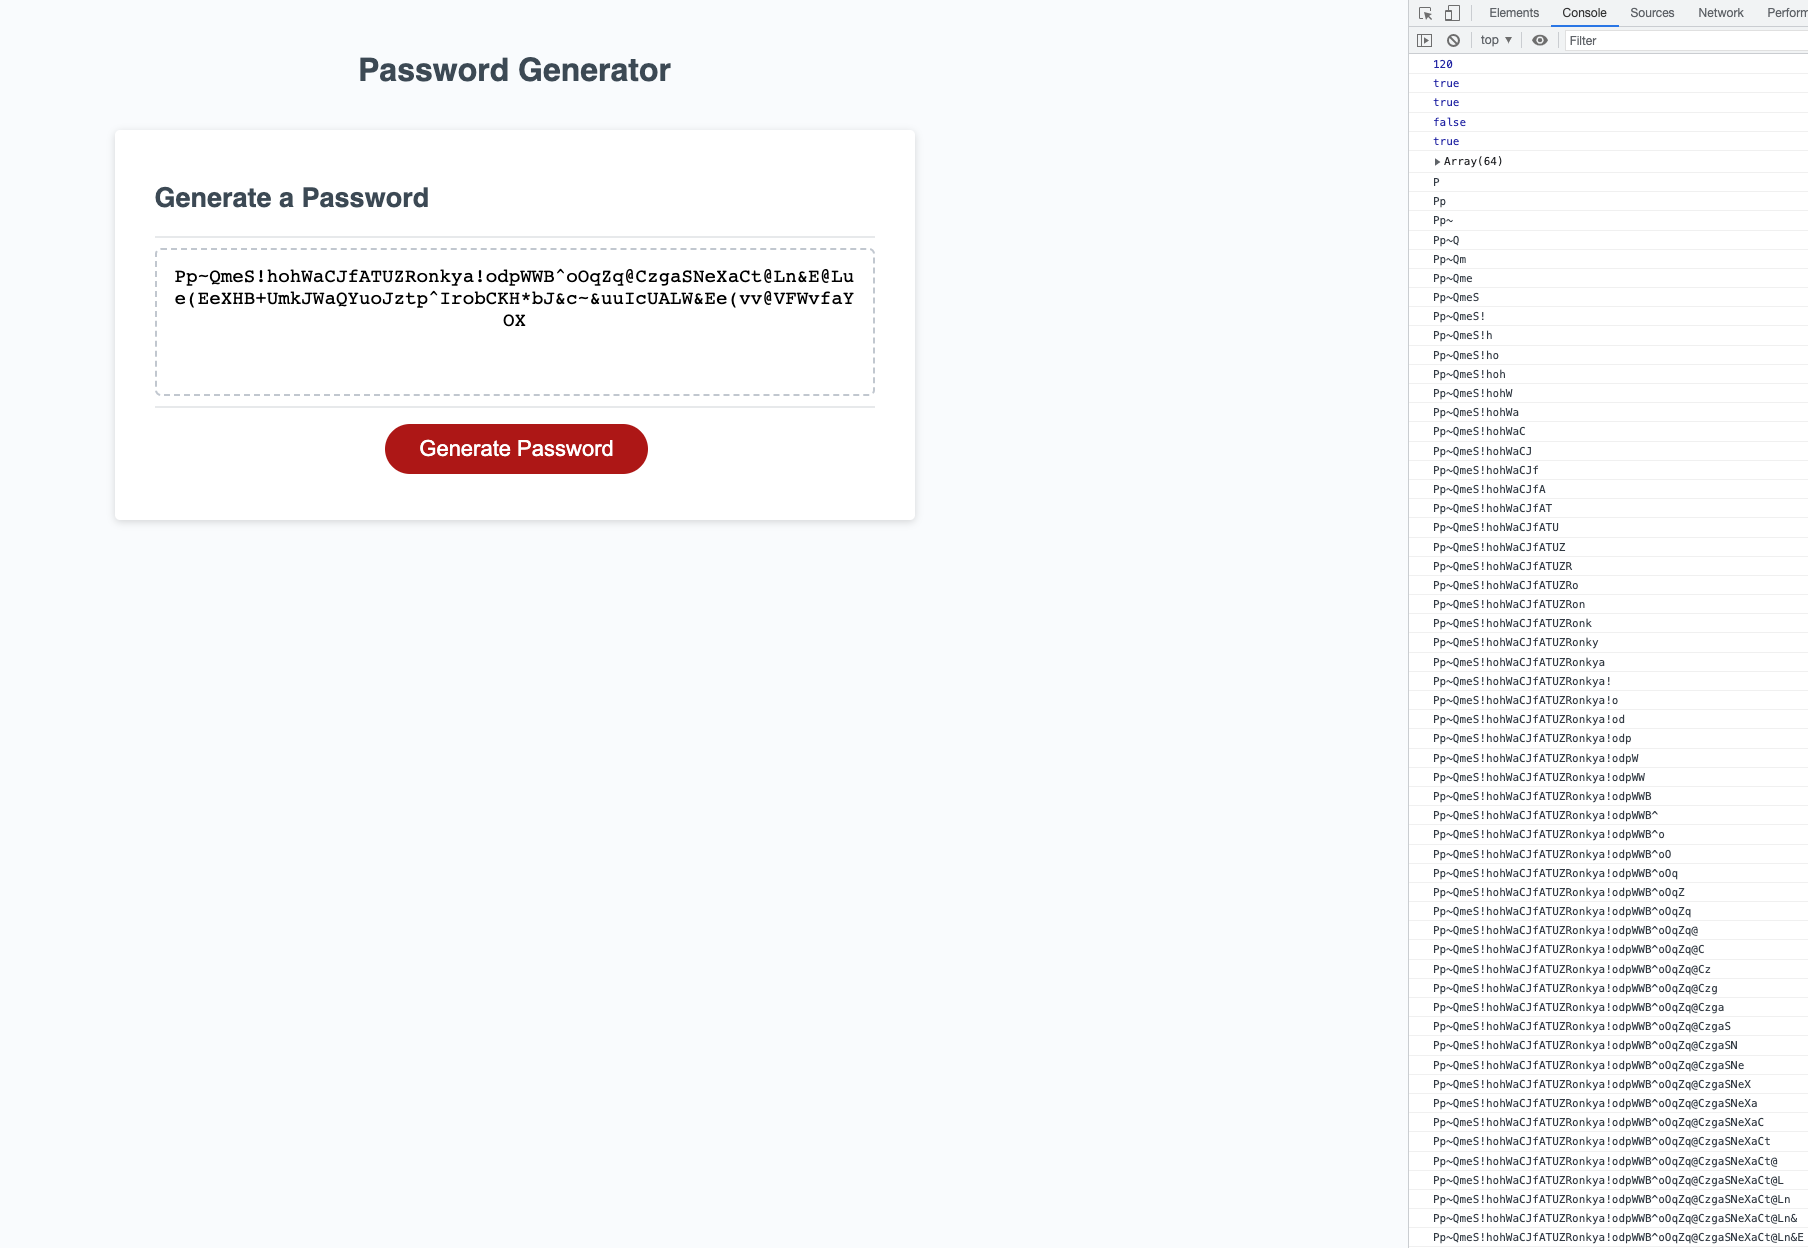 Password Generator
Generate a Password
Pp~QmeS!hohWaCJfATUZRonkya!odpWWB^oOqZq@CzgaSNeXaCt@Ln&E@Lu
e(EeXHB+UmkJWaQYuoJztp^IrobCKH*bJ&c~&uuIcUALW&Ee(vv@VFWvfaY
OX
Generate Password
Elements Console Sources Network Perform
top ▼ Filter
120
true
true
false
true
▶ Array(64)
P
Pp
Pp~
Pp~Q
Pp~Qm
Pp~Qme
Pp~QmeS
Pp~QmeS!
Pp~QmeS!h
Pp~QmeS!ho
Pp~QmeS!hoh
Pp~QmeS!hohW
Pp~QmeS!hohWa
Pp~QmeS!hohWaC
Pp~QmeS!hohWaCJ
Pp~QmeS!hohWaCJf
Pp~QmeS!hohWaCJfA
Pp~QmeS!hohWaCJfAT
Pp~QmeS!hohWaCJfATU
Pp~QmeS!hohWaCJfATUZ
Pp~QmeS!hohWaCJfATUZR
Pp~QmeS!hohWaCJfATUZRo
Pp~QmeS!hohWaCJfATUZRon
Pp~QmeS!hohWaCJfATUZRonk
Pp~QmeS!hohWaCJfATUZRonky
Pp~QmeS!hohWaCJfATUZRonkya
Pp~QmeS!hohWaCJfATUZRonkya!
Pp~QmeS!hohWaCJfATUZRonkya!o
Pp~QmeS!hohWaCJfATUZRonkya!od
Pp~QmeS!hohWaCJfATUZRonkya!odp
Pp~QmeS!hohWaCJfATUZRonkya!odpW
Pp~QmeS!hohWaCJfATUZRonkya!odpWW
Pp~QmeS!hohWaCJfATUZRonkya!odpWWB
Pp~QmeS!hohWaCJfATUZRonkya!odpWWB^
Pp~QmeS!hohWaCJfATUZRonkya!odpWWB^o
Pp~QmeS!hohWaCJfATUZRonkya!odpWWB^oO
Pp~QmeS!hohWaCJfATUZRonkya!odpWWB^oOq
Pp~QmeS!hohWaCJfATUZRonkya!odpWWB^oOqZ
Pp~QmeS!hohWaCJfATUZRonkya!odpWWB^oOqZq
Pp~QmeS!hohWaCJfATUZRonkya!odpWWB^oOqZq@
Pp~QmeS!hohWaCJfATUZRonkya!odpWWB^oOqZq@C
Pp~QmeS!hohWaCJfATUZRonkya!odpWWB^oOqZq@Cz
Pp~QmeS!hohWaCJfATUZRonkya!odpWWB^oOqZq@Czg
Pp~QmeS!hohWaCJfATUZRonkya!odpWWB^oOqZq@Czga
Pp~QmeS!hohWaCJfATUZRonkya!odpWWB^oOqZq@CzgaS
Pp~QmeS!hohWaCJfATUZRonkya!odpWWB^oOqZq@CzgaSN
Pp~QmeS!hohWaCJfATUZRonkya!odpWWB^oOqZq@CzgaSNe
Pp~QmeS!hohWaCJfATUZRonkya!odpWWB^oOqZq@CzgaSNeX
Pp~QmeS!hohWaCJfATUZRonkya!odpWWB^oOqZq@CzgaSNeXa
Pp~QmeS!hohWaCJfATUZRonkya!odpWWB^oOqZq@CzgaSNeXaC
Pp~QmeS!hohWaCJfATUZRonkya!odpWWB^oOqZq@CzgaSNeXaCt
Pp~QmeS!hohWaCJfATUZRonkya!odpWWB^oOqZq@CzgaSNeXaCt@
Pp~QmeS!hohWaCJfATUZRonkya!odpWWB^oOqZq@CzgaSNeXaCt@L
Pp~QmeS!hohWaCJfATUZRonkya!odpWWB^oOqZq@CzgaSNeXaCt@Ln
Pp~QmeS!hohWaCJfATUZRonkya!odpWWB^oOqZq@CzgaSNeXaCt@Ln&
Pp~QmeS!hohWaCJfATUZRonkya!odpWWB^oOqZq@CzgaSNeXaCt@Ln&E